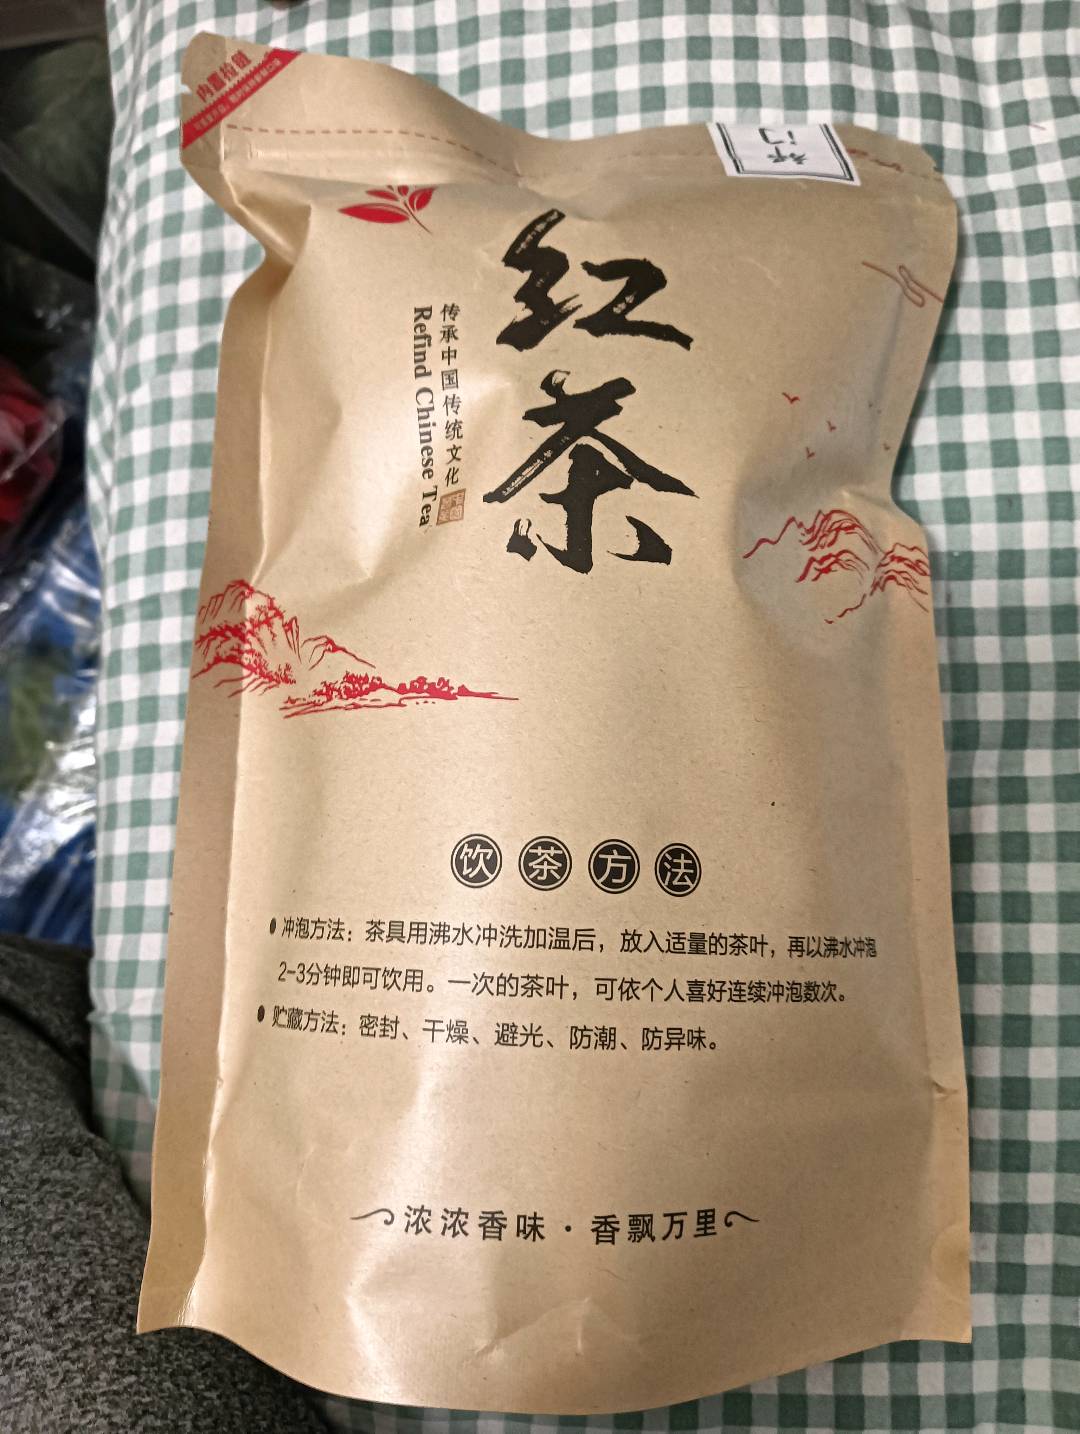 内置拉链
红茶
传承中国传统文化
Refind Chinese Tea
饮茶方法
● 冲泡方法：茶具用沸水冲洗加温后，放入适量的茶叶，再以沸水冲泡
2-3分钟即可饮用。一次的茶叶，可依个人喜好连续冲泡数次。
● 贮藏方法：密封、干燥、避光、防潮、防异味。
浓浓香味·香飘万里